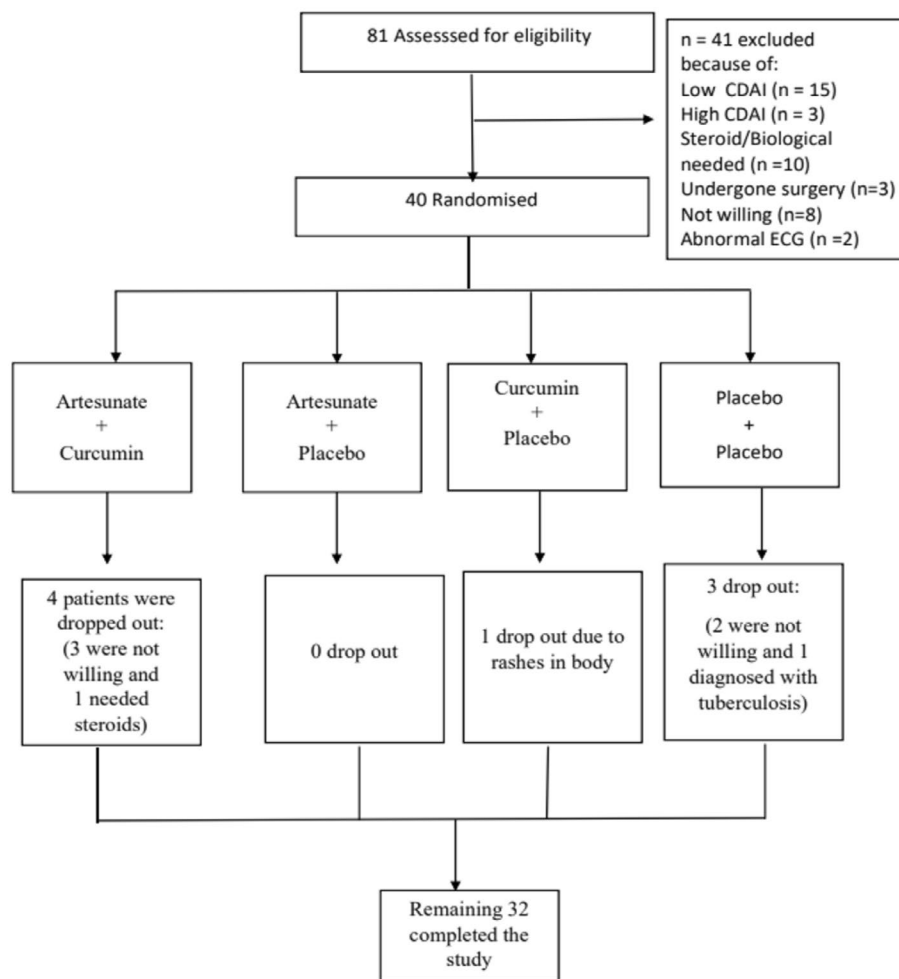 81 Assesssed for eligibility
n = 41 excluded
because of:
Low CDAI (n = 15)
High CDAI (n = 3)
Steroid/Biological
needed (n =10)
Undergone surgery (n=3)
Not willing (n=8)
Abnormal ECG (n =2)
40 Randomised
Artesunate
+
Curcumin
Artesunate
+
Placebo
Curcumin
+
Placebo
Placebo
+
Placebo
4 patients were
dropped out:
(3 were not
willing and
1 needed
steroids)
0 drop out
1 drop out due to
rashes in body
3 drop out:
(2 were not
willing and 1
diagnosed with
tuberculosis)
Remaining 32
completed the
study